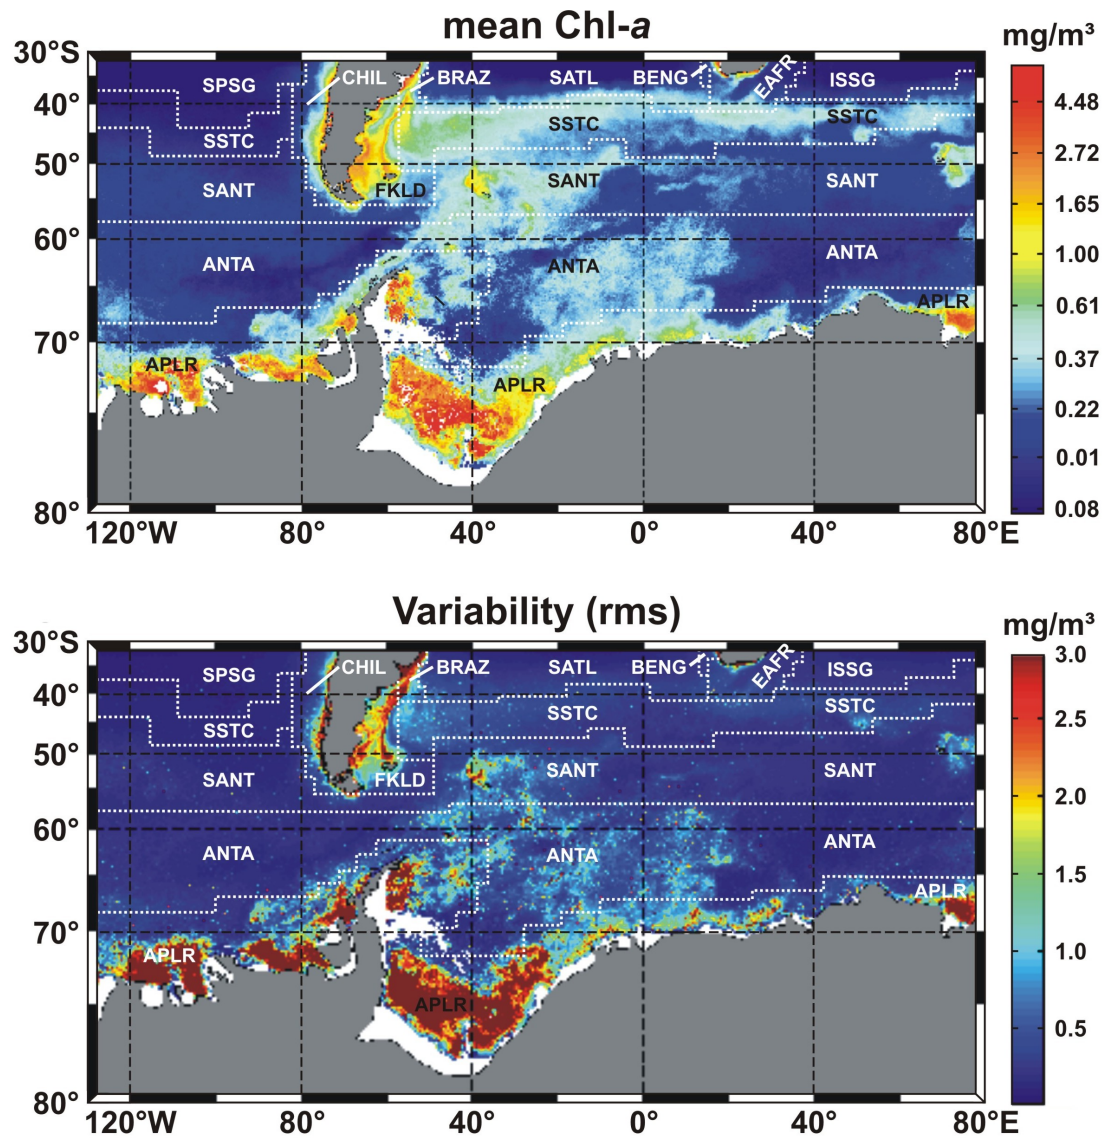 mean Chl-a
mg/m³
30°S
SPSG
CHIL
BRAZ
SATL
BENG
EAFR
ISSG
4.48
40°
SSTC
SSTC
SSTC
2.72
50°
SANT
FKLD
SANT
SANT
1.65
60°
1.00
ANTA
ANTA
ANTA
0.61
APLR
70°
0.37
APLR
APLR
0.22
0.01
80°
0.08
120°W
80°
40°
0°
40°
80°E
Variability (rms)
mg/m³
30°S
3.0
SPSG
CHIL
BRAZ
SATL
BENG
EAFR
ISSG
40°
2.5
SSTC
SSTC
SSTC
50°
SANT
FKLD
SANT
SANT
2.0
60°
ANTA
ANTA
ANTA
1.5
APLR
70°
APLR
1.0
APLR
0.5
80°
120°W
80°
40°
0°
40°
80°E